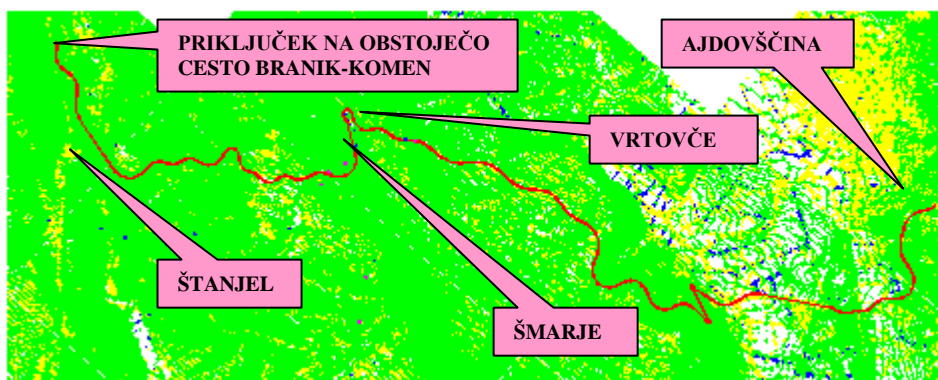 PRIKLJUČEK NA OBSTOJEČO
CESTO BRANIK-KOMEN
AJDOVŠČINA
VRTOVČE
ŠTANJEL
ŠMARJE